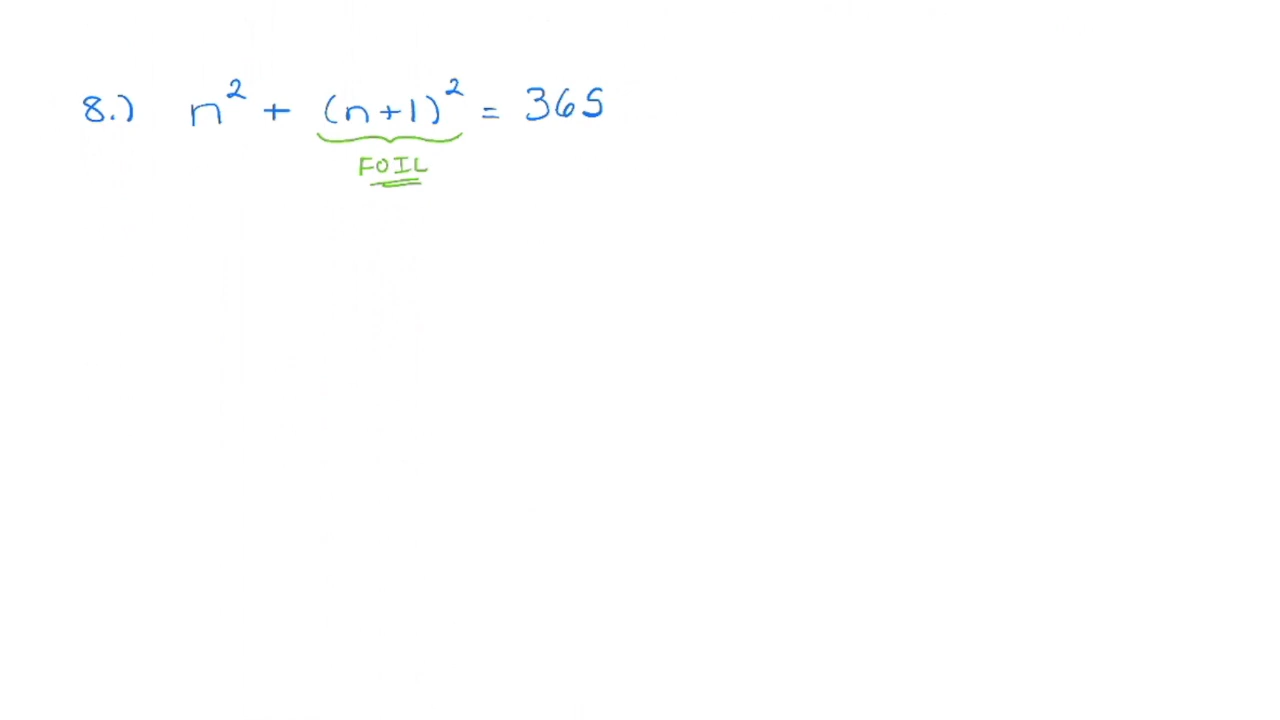 8.) n² + (n+1)² = 365
FOIL